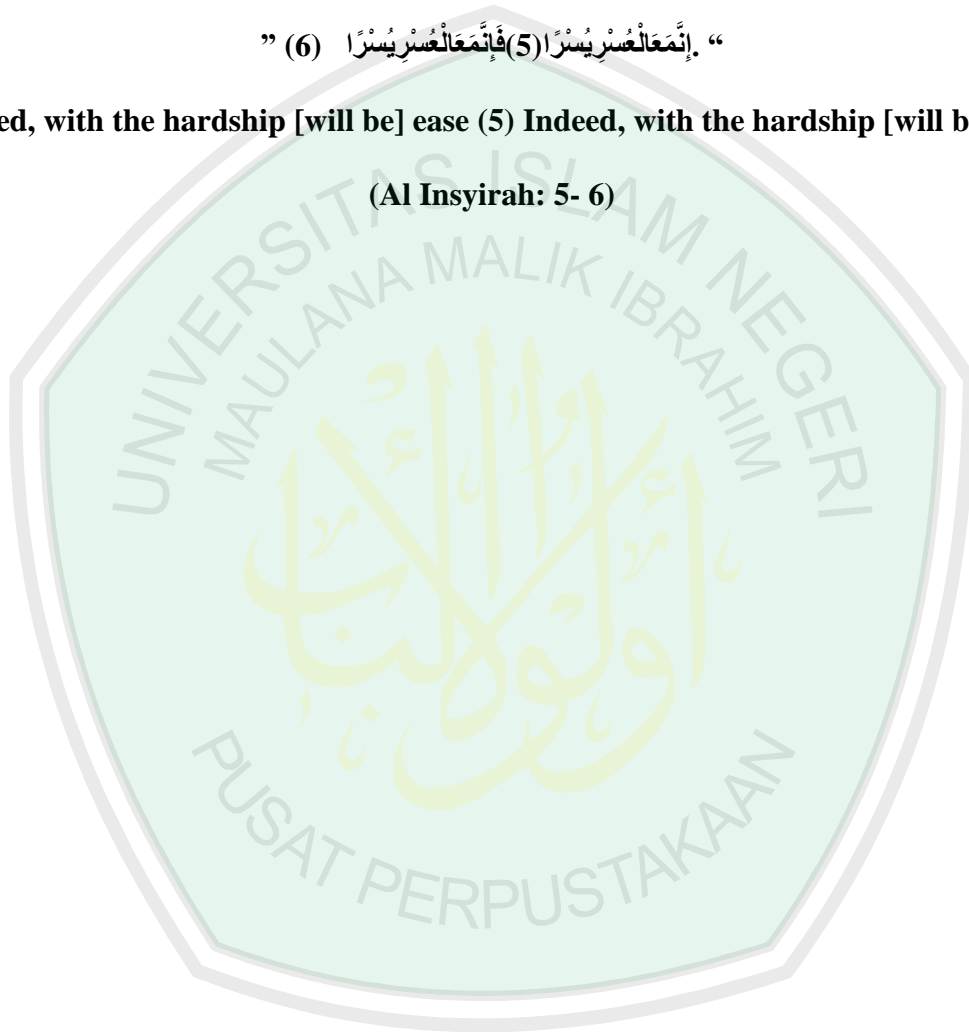 “ .إِنَّمَعَالْعُسْرِيُسْرًا(5)فَإِنَّمَعَالْعُسْرِيُسْرًا (6) ”
ed, with the hardship [will be] ease (5) Indeed, with the hardship [will b
(Al Insyirah: 5- 6)
UNIVERSITAS ISLAM NEGERI
MAULANA MALIK IBRAHIM
PUSAT PERPUSTAKAAN